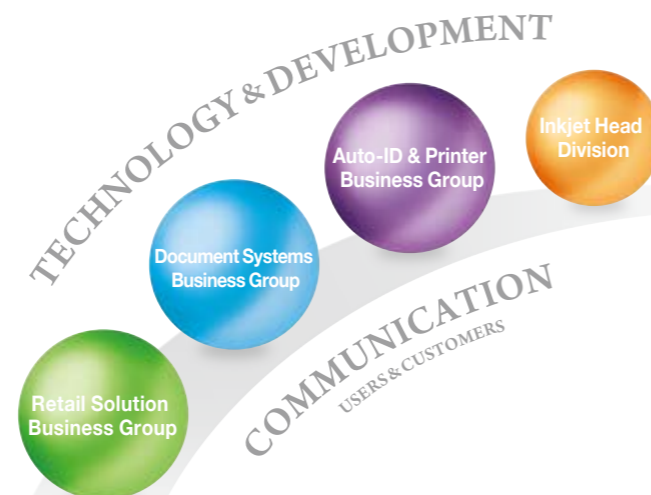 TECHNOLOGY & DEVELOPMENT
Inkjet Head
Division
Auto-ID & Printer
Business Group
Document Systems
Business Group
Retail Solution
Business Group
COMMUNICATION
USERS & CUSTOMERS